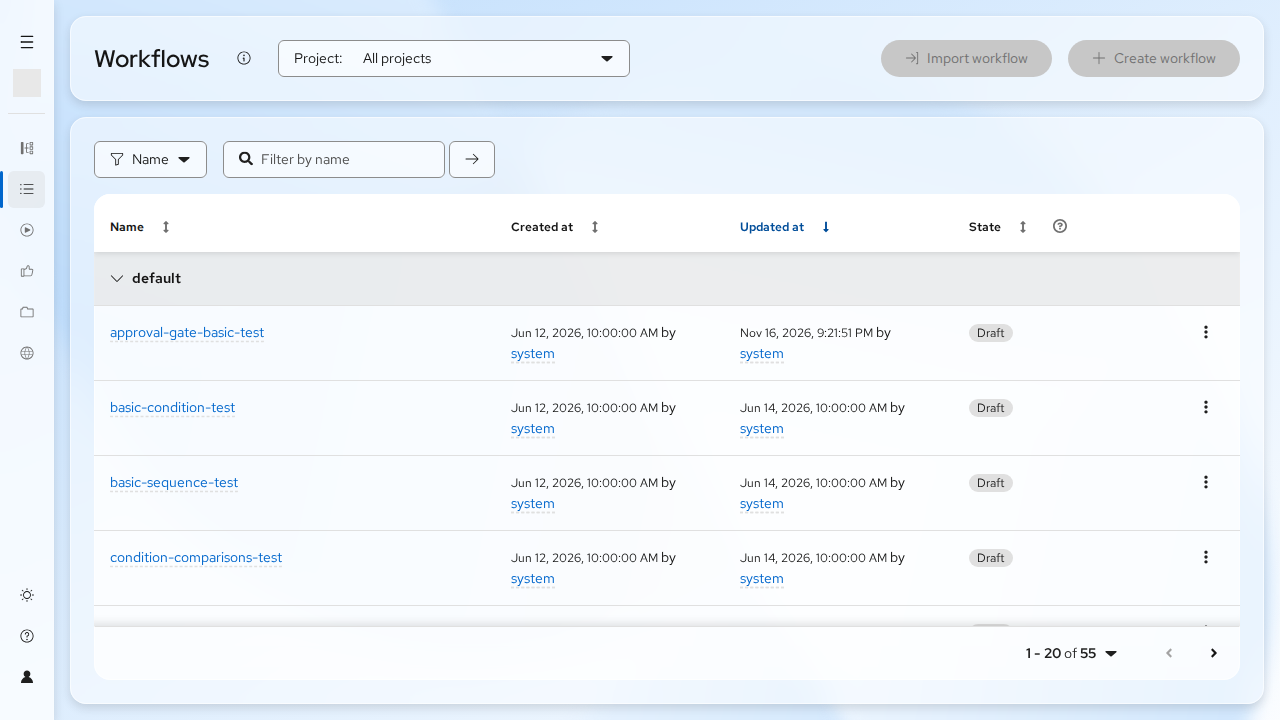 Workflows
Project: All projects
Import workflow
Create workflow
Name
Filter by name
Name Created at Updated at State
default
approval-gate-basic-test Jun 12, 2026, 10:00:00 AM by Nov 16, 2026, 9:21:51 PM by Draft
system system
basic-condition-test Jun 12, 2026, 10:00:00 AM by Jun 14, 2026, 10:00:00 AM by Draft
system system
basic-sequence-test Jun 12, 2026, 10:00:00 AM by Jun 14, 2026, 10:00:00 AM by Draft
system system
condition-comparisons-test Jun 12, 2026, 10:00:00 AM by Jun 14, 2026, 10:00:00 AM by Draft
system system
1 - 20 of 55